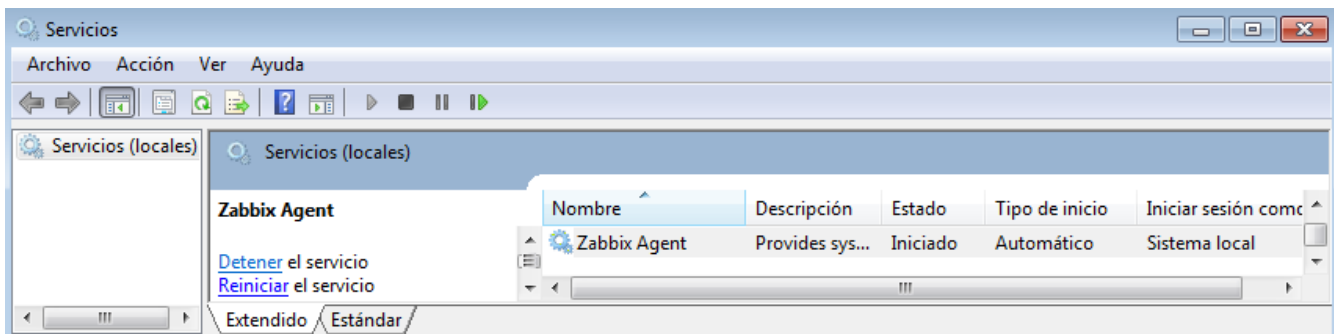 Servicios
Archivo Acción Ver Ayuda
Servicios (locales)
Servicios (locales)
Zabbix Agent
Detener el servicio
Reiniciar el servicio
Nombre Descripción Estado Tipo de inicio Iniciar sesión como
Zabbix Agent Provides sys... Iniciado Automático Sistema local
Extendido Estándar